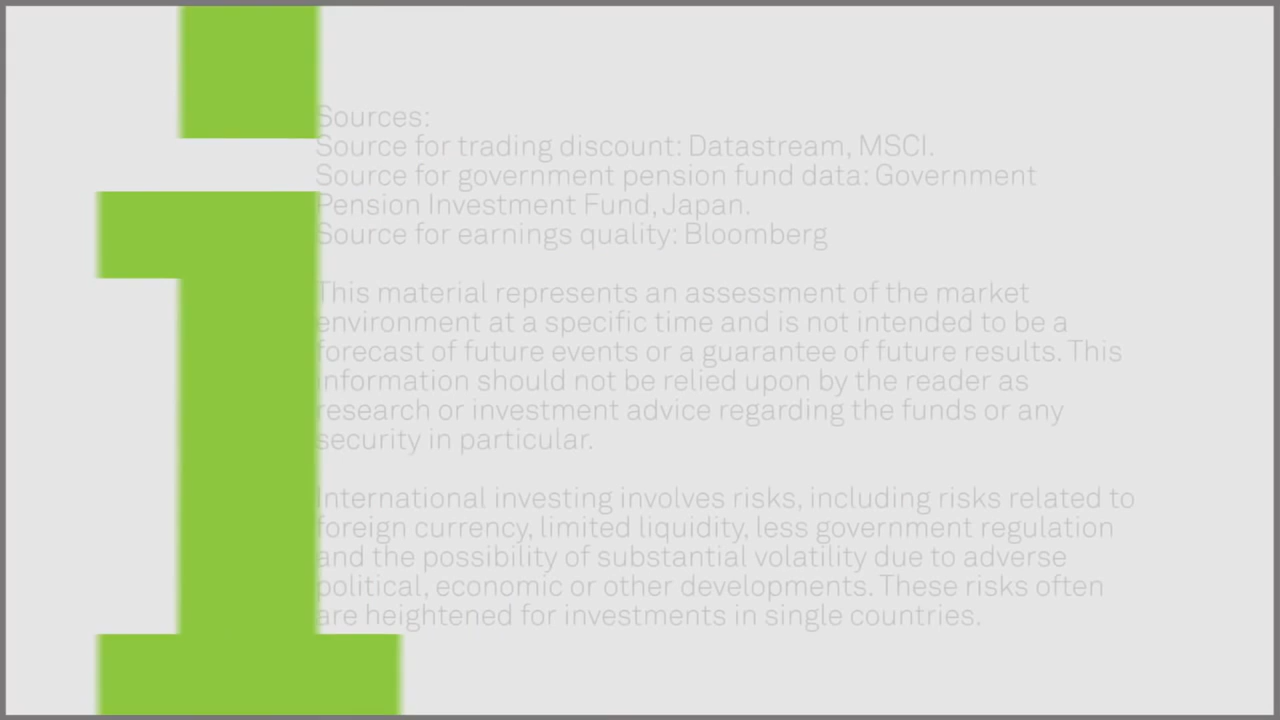 Sources:
Source for trading discount: Datastream, MSCI.
Source for government pension fund data: Government
Pension Investment Fund, Japan.
Source for earnings quality: Bloomberg
This material represents an assessment of the market
environment at a specific time and is not intended to be a
forecast of future events or a guarantee of future results. This
information should not be relied upon by the reader as
research or investment advice regarding the funds or any
security in particular.
International investing involves risks, including risks related to
foreign currency, limited liquidity, less government regulation
and the possibility of substantial volatility due to adverse
political, economic or other developments. These risks often
are heightened for investments in single countries.